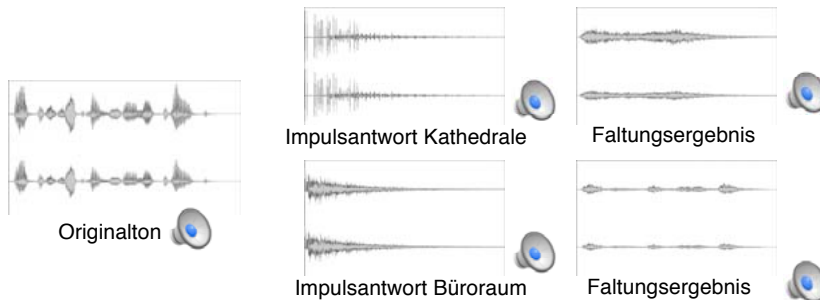 Originalton
Impulsantwort Kathedrale
Faltungsergebnis
Impulsantwort Büroraum
Faltungsergebnis